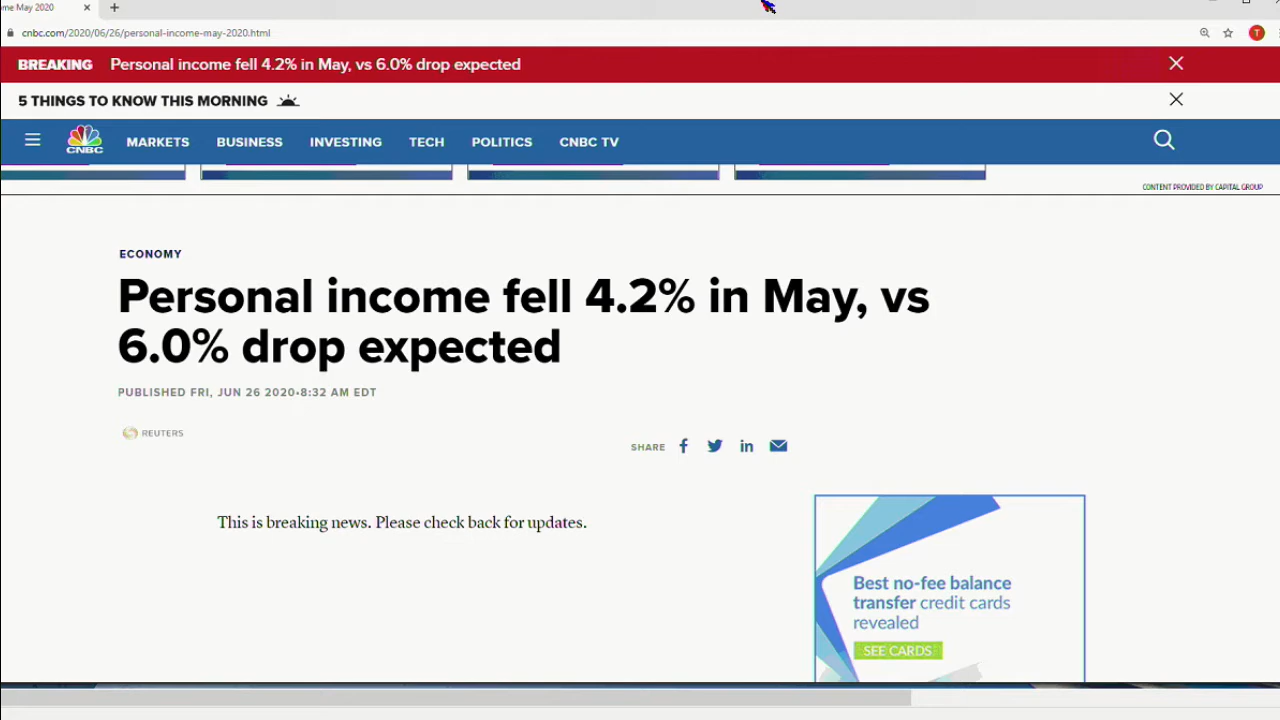 ome May 2020
cnbc.com/2020/06/26/personal-income-may-2020.html
T
BREAKING Personal income fell 4.2% in May, vs 6.0% drop expected
5 THINGS TO KNOW THIS MORNING
CNBC MARKETS BUSINESS INVESTING TECH POLITICS CNBC TV
CONTENT PROVIDED BY CAPITAL GROUP
ECONOMY
Personal income fell 4.2% in May, vs
6.0% drop expected
PUBLISHED FRI, JUN 26 2020•8:32 AM EDT
REUTERS
SHARE
This is breaking news. Please check back for updates.
Best no-fee balance
transfer credit cards
revealed
SEE CARDS